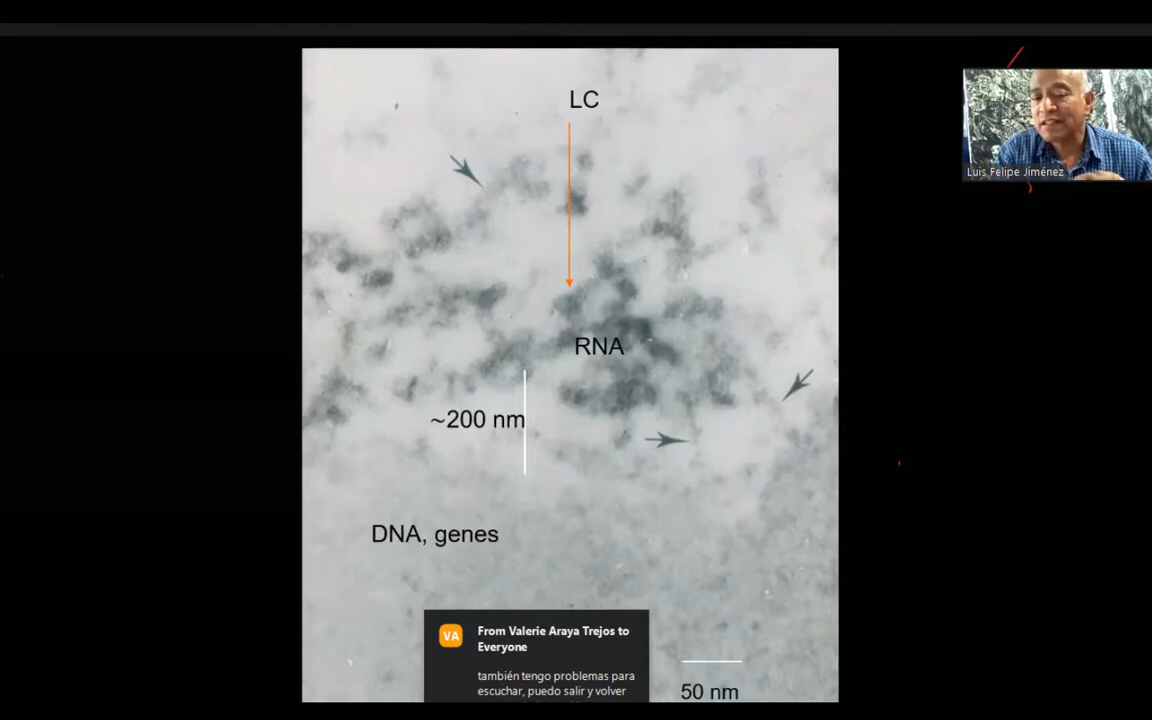 LC
Luis Felipe Jiménez
RNA
~200 nm
DNA, genes
VA
From Valerie Araya Trejos to
Everyone
también tengo problemas para
escuchar, puedo salir y volver
50 nm